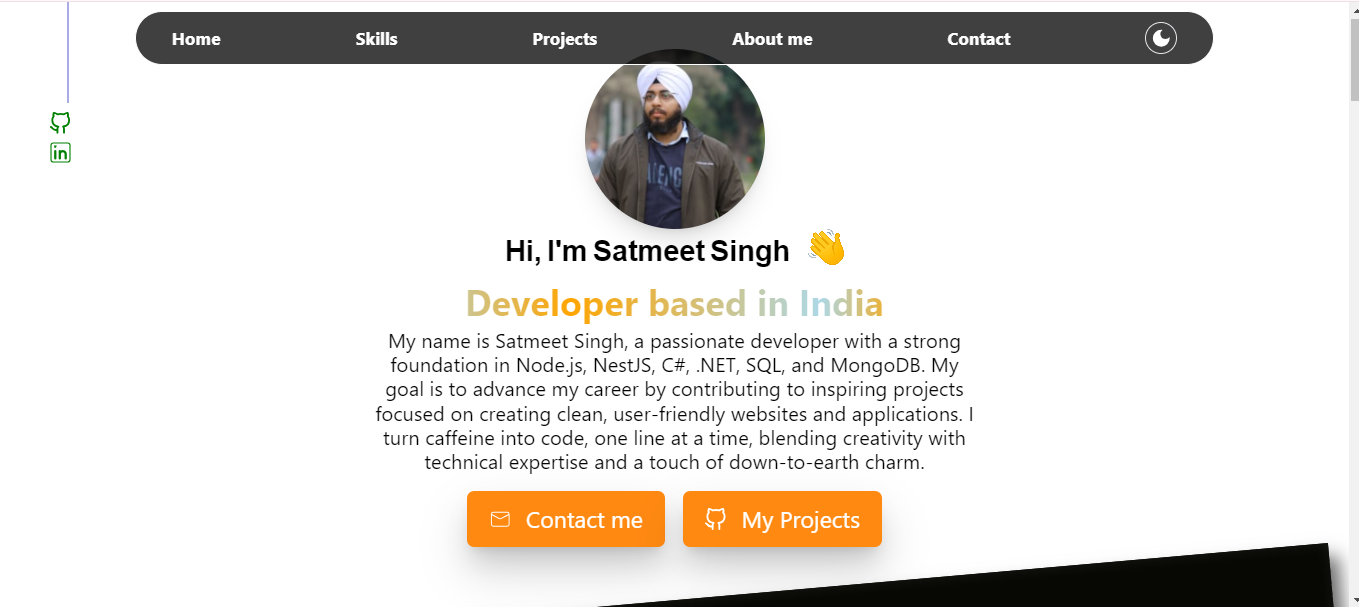 Home Skills Projects About me Contact
in
Hi, I'm Satmeet Singh
Developer based in India
My name is Satmeet Singh, a passionate developer with a strong
foundation in Node.js, NestJS, C#, .NET, SQL, and MongoDB. My
goal is to advance my career by contributing to inspiring projects
focused on creating clean, user-friendly websites and applications. I
turn caffeine into code, one line at a time, blending creativity with
technical expertise and a touch of down-to-earth charm.
Contact me My Projects